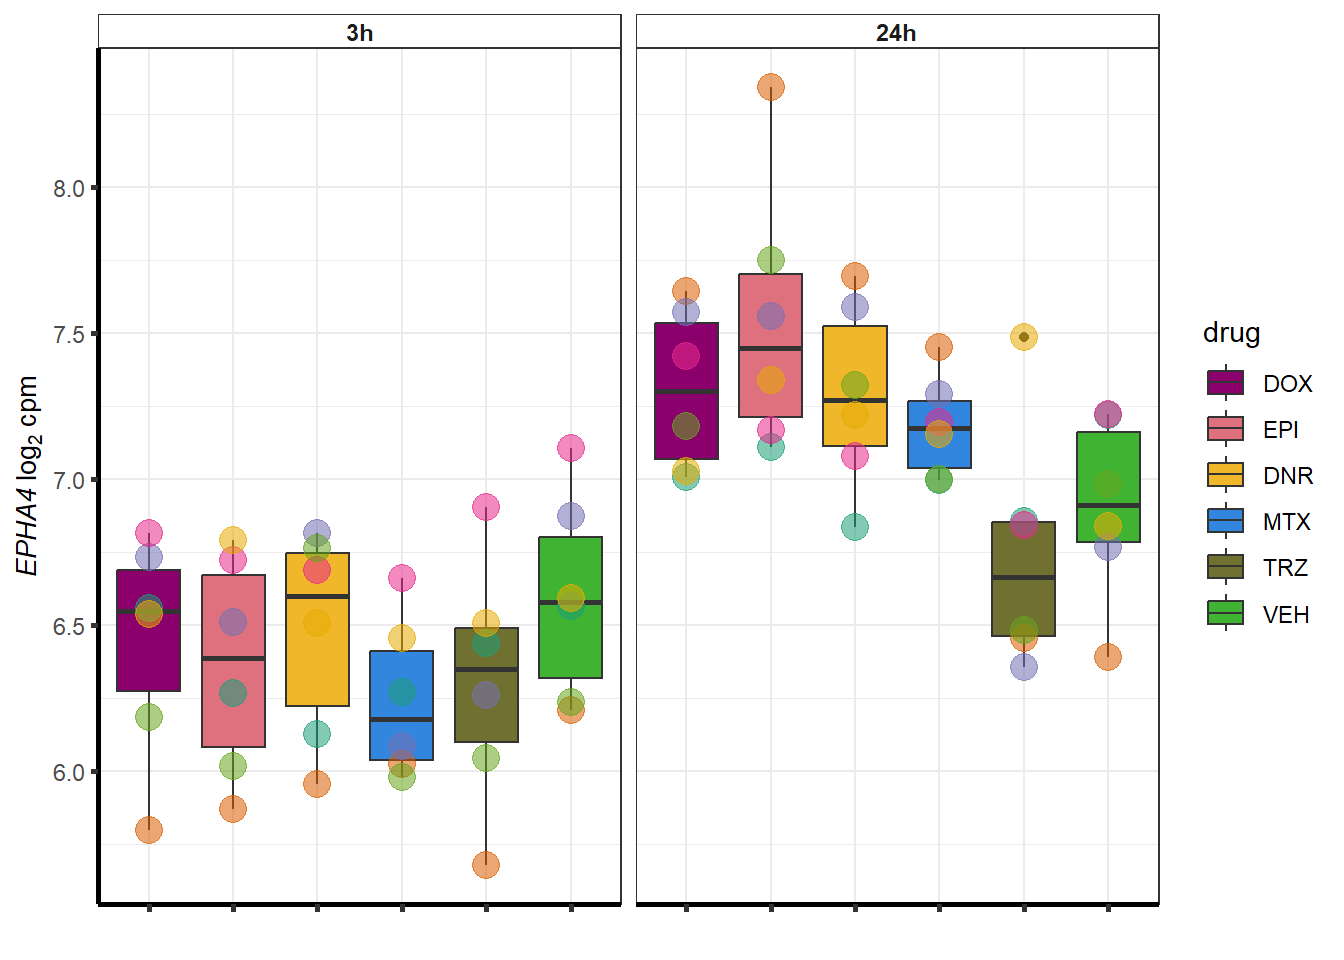 3h
24h
8.0
7.5
7.0
6.5
6.0
EPHA4 log₂ cpm
drug
DOX
EPI
DNR
MTX
TRZ
VEH